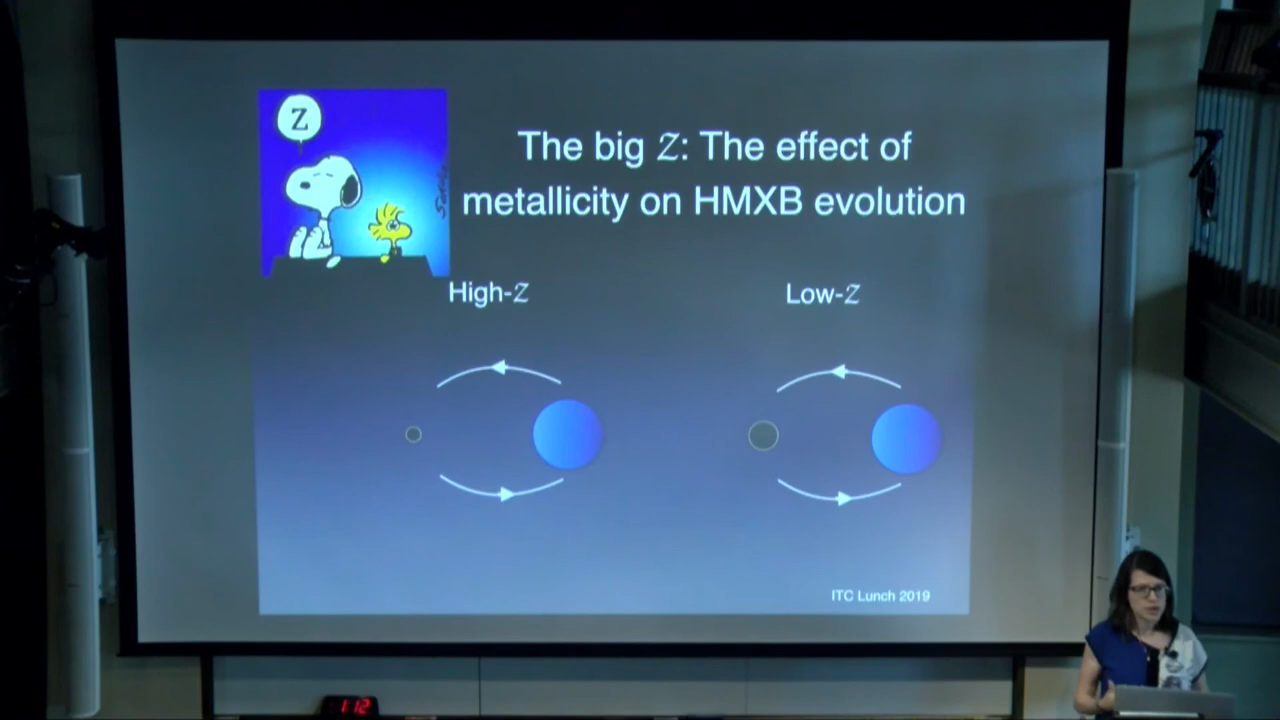 Z
The big Z: The effect of
metallicity on HMXB evolution
High-Z
Low-Z
ITC Lunch 2019